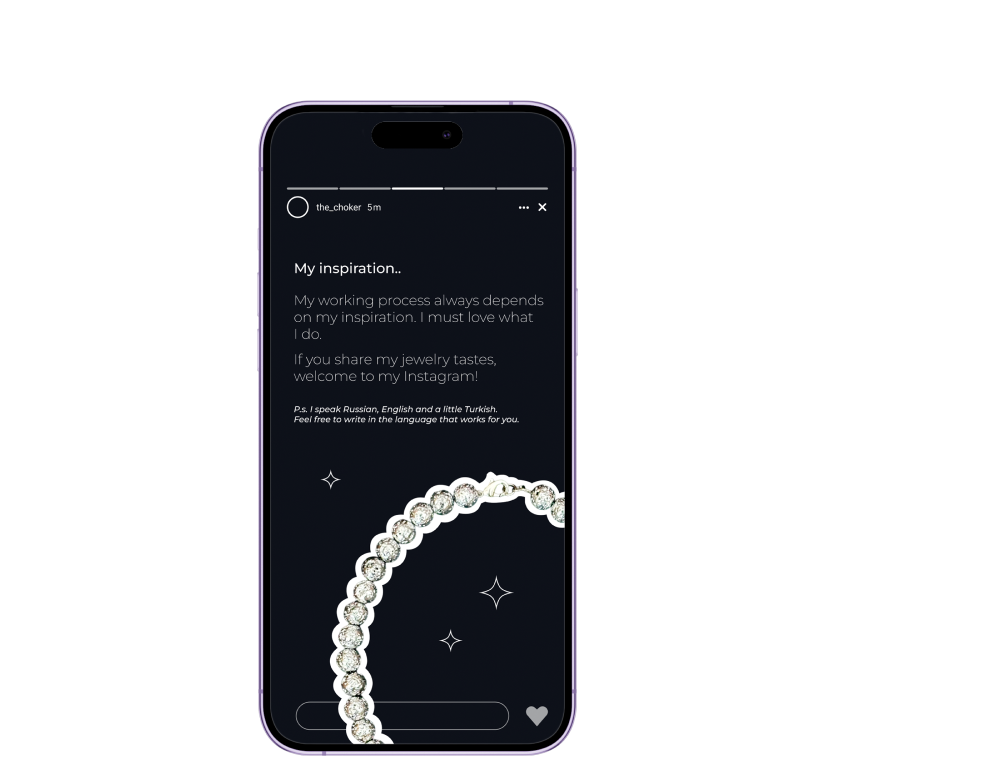 the_choker 5m
My inspiration..
My working process always depends
on my inspiration. I must love what
I do.
If you share my jewelry tastes,
welcome to my Instagram!
P.s. I speak Russian, English and a little Turkish.
Feel free to write in the language that works for you.